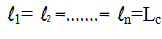 ℓ₁= ℓ₂ =.......= ℓn=Lc